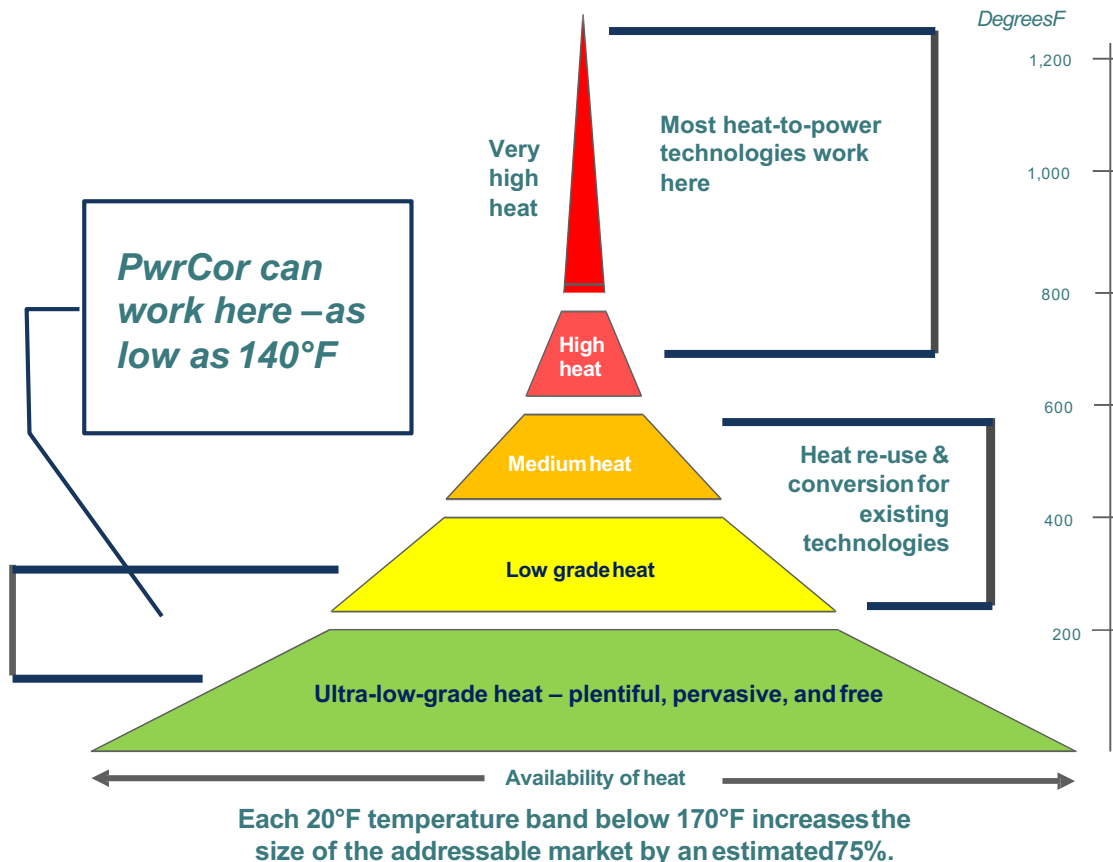 DegreesF
1,200
Most heat-to-power
technologies work
here
Very
high
heat
1,000
PwrCor can
work here – as
low as 140°F
800
High
heat
600
Medium heat
Heat re-use &
conversion for
existing
technologies
400
Low grade heat
200
Ultra-low-grade heat – plentiful, pervasive, and free
Availability of heat
Each 20°F temperature band below 170°F increases the
size of the addressable market by an estimated 75%.